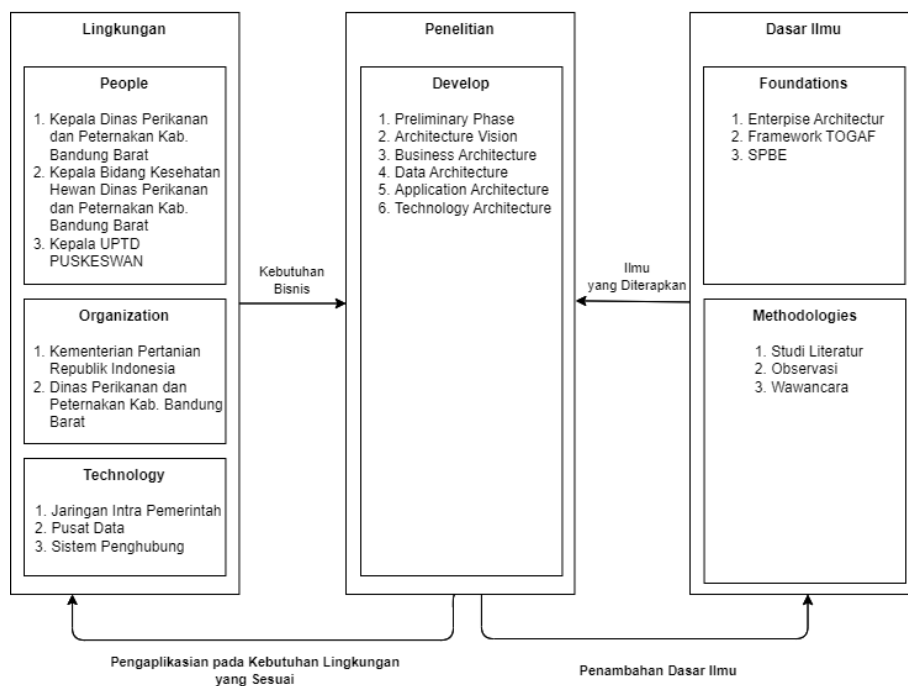 Lingkungan
People
1. Kepala Dinas Perikanan
dan Peternakan Kab.
Bandung Barat
2. Kepala Bidang Kesehatan
Hewan Dinas Perikanan
dan Peternakan Kab.
Bandung Barat
3. Kepala UPTD
PUSKESWAN
Organization
1. Kementerian Pertanian
Republik Indonesia
2. Dinas Perikanan dan
Peternakan Kab. Bandung
Barat
Technology
1. Jaringan Intra Pemerintah
2. Pusat Data
3. Sistem Penghubung
Kebutuhan
Bisnis
Penelitian
Develop
1. Preliminary Phase
2. Architecture Vision
3. Business Architecture
4. Data Architecture
5. Application Architecture
6. Technology Architecture
Ilmu
yang Diterapkan
Dasar Ilmu
Foundations
1. Enterpise Architectur
2. Framework TOGAF
3. SPBE
Methodologies
1. Studi Literatur
2. Observasi
3. Wawancara
Pengaplikasian pada Kebutuhan Lingkungan
yang Sesuai
Penambahan Dasar Ilmu